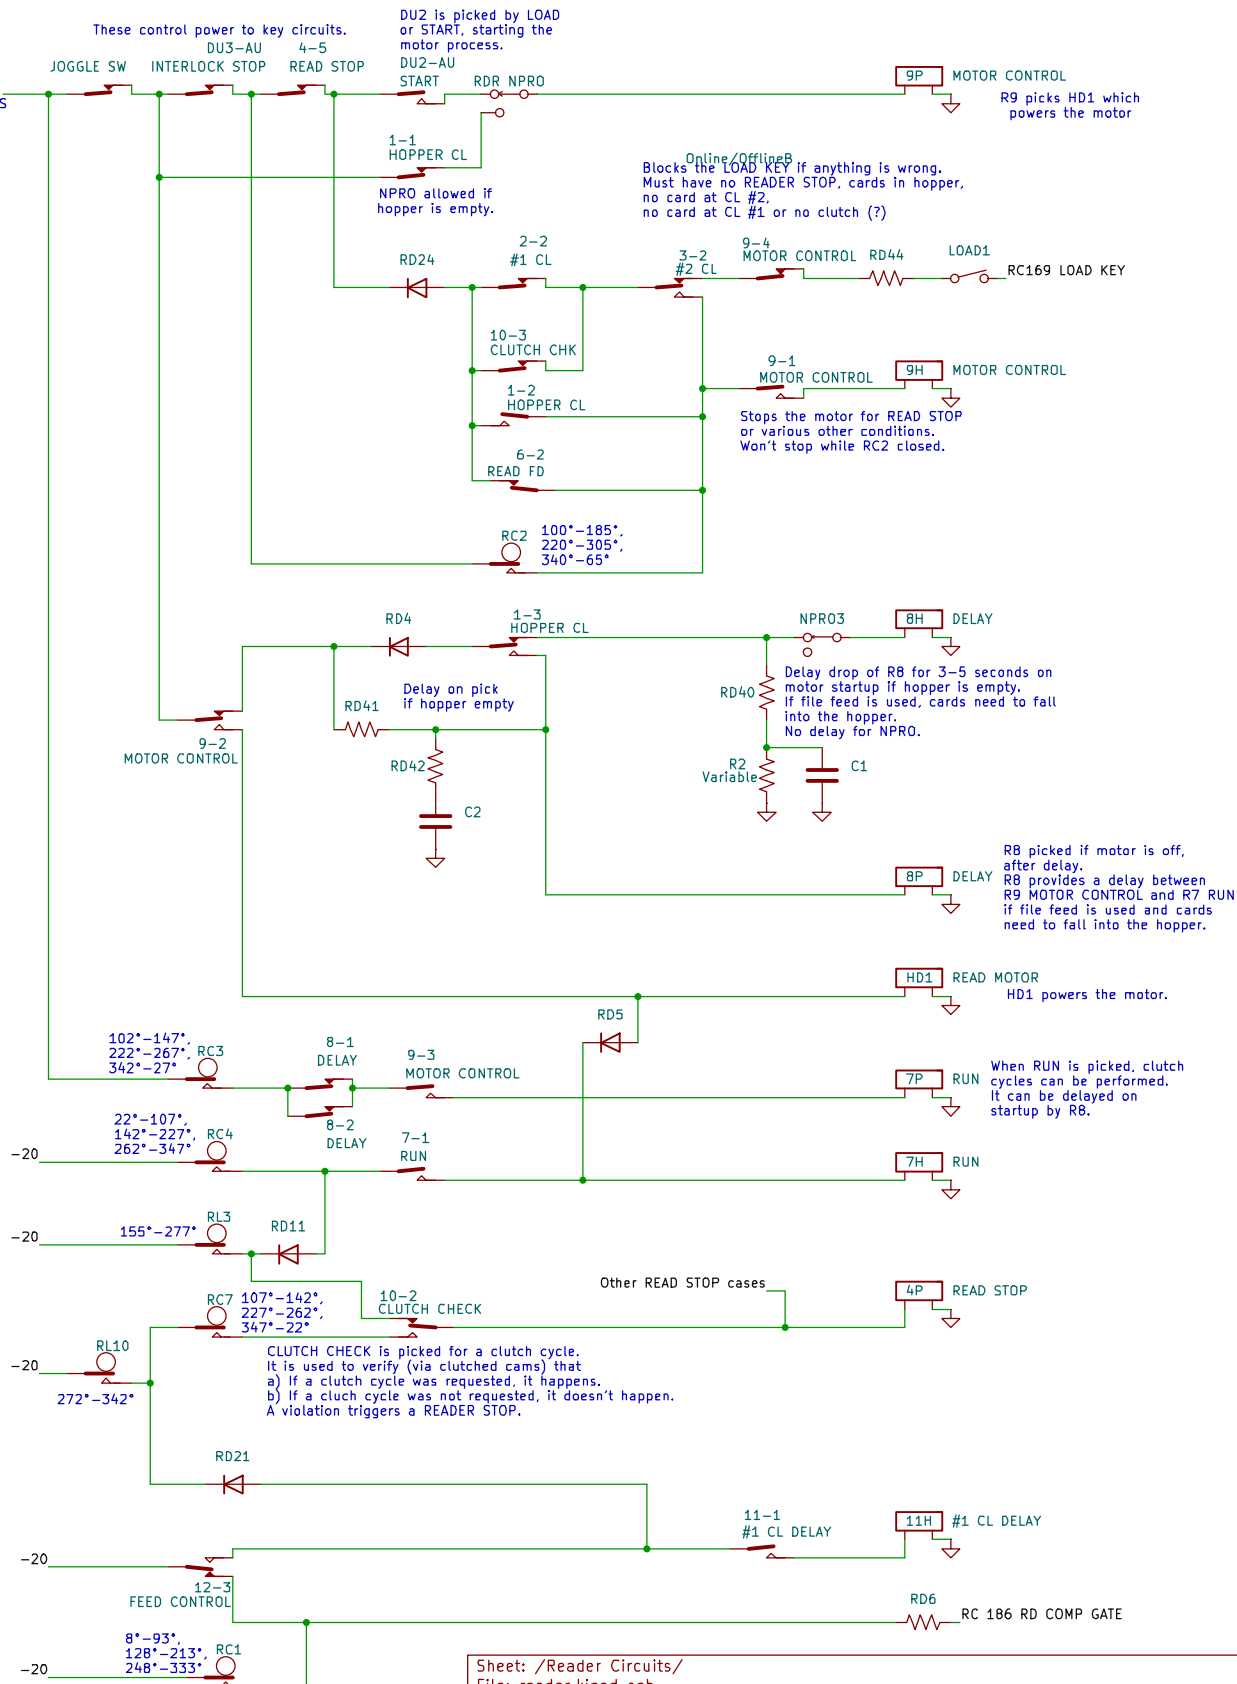 These control power to key circuits.
DU2 is picked by LOAD
or START, starting the
motor process.
JOGGLE SW
DU3-AU
INTERLOCK STOP
4-5
READ STOP
DU2-AU
START
RDR NPRO
9P
MOTOR CONTROL
S
R9 picks HD1 which
powers the motor
1-1
HOPPER CL
NPRO allowed if
hopper is empty.
Online/OfflineB
Blocks the LOAD KEY if anything is wrong.
Must have no READER STOP, cards in hopper,
no card at CL #2,
no card at CL #1 or no clutch (?)
RD24
2-2
#1 CL
3-2
#2 CL
9-4
MOTOR CONTROL
RD44
LOAD1
RC169 LOAD KEY
10-3
CLUTCH CHK
1-2
HOPPER CL
9-1
MOTOR CONTROL
9H
MOTOR CONTROL
Stops the motor for READ STOP
or various other conditions.
Won't stop while RC2 closed.
6-2
READ FD
RC2
100°-185°,
220°-305°,
340°-65°
RD4
1-3
HOPPER CL
NPRO3
8H
DELAY
Delay on pick
if hopper empty
RD41
RD40
Delay drop of R8 for 3-5 seconds on
motor startup if hopper is empty.
If file feed is used, cards need to fall
into the hopper.
No delay for NPRO.
9-2
MOTOR CONTROL
RD42
R2
Variable
C1
C2
8P
DELAY
R8 picked if motor is off,
after delay.
R8 provides a delay between
R9 MOTOR CONTROL and R7 RUN
if file feed is used and cards
need to fall into the hopper.
HD1
READ MOTOR
HD1 powers the motor.
RD5
102°-147°,
222°-267°,
342°-27°
RC3
8-1
DELAY
9-3
MOTOR CONTROL
7P
RUN
When RUN is picked, clutch
cycles can be performed.
It can be delayed on
startup by R8.
22°-107°,
142°-227°,
262°-347°
RC4
8-2
DELAY
7-1
RUN
-20
7H
RUN
RL3
155°-277°
RD11
-20
Other READ STOP cases
4P
READ STOP
RC7
107°-142°,
227°-262°,
347°-22°
10-2
CLUTCH CHECK
RL10
-20
272°-342°
CLUTCH CHECK is picked for a clutch cycle.
It is used to verify (via clutched cams) that
a) If a clutch cycle was requested, it happens.
b) If a cluch cycle was not requested, it doesn't happen.
A violation triggers a READER STOP.
RD21
11-1
#1 CL DELAY
11H
#1 CL DELAY
-20
12-3
FEED CONTROL
RD6
RC 186 RD COMP GATE
8°-93°,
128°-213°,
248°-333°
RC1
-20
Sheet: /Reader Circuits/